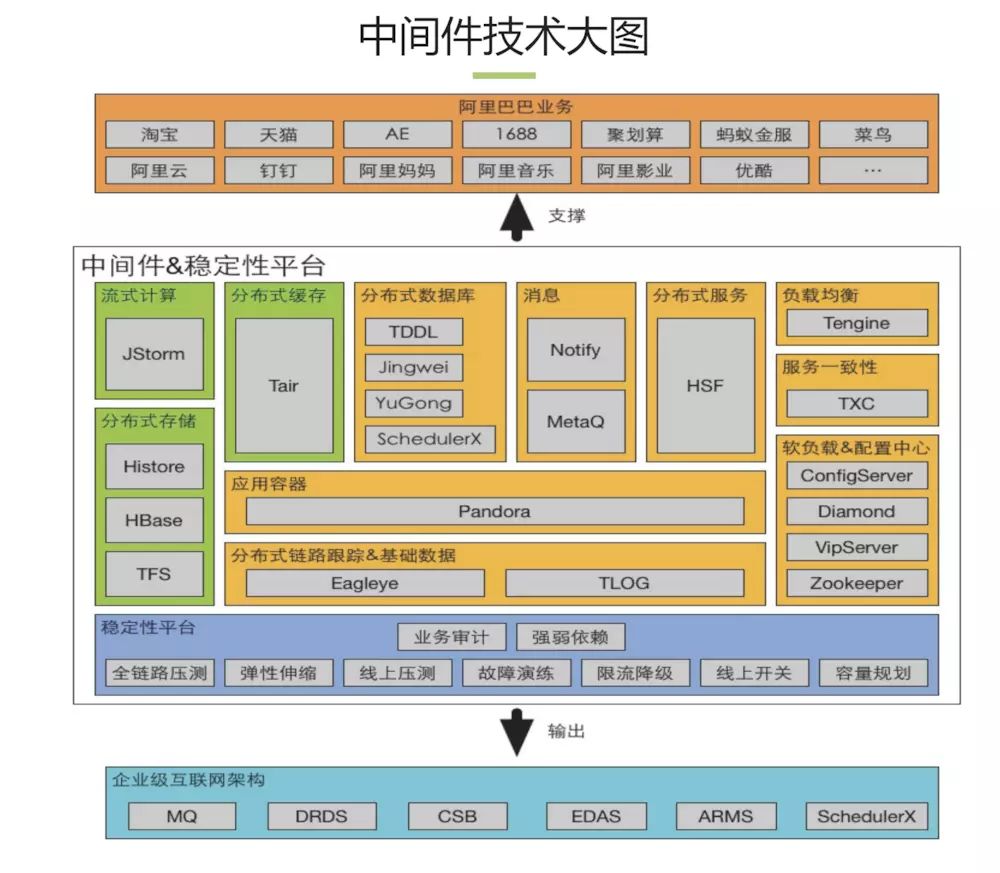 中间件技术大图
阿里巴巴业务
淘宝 天猫 AE 1688 聚划算 蚂蚁金服 菜鸟
阿里云 钉钉 阿里妈妈 阿里音乐 阿里影业 优酷 …
支撑
中间件&稳定性平台
流式计算
JStorm
分布式存储
Histore
HBase
TFS
分布式缓存
Tair
分布式数据库
TDDL
Jingwei
YuGong
SchedulerX
消息
Notify
MetaQ
分布式服务
HSF
应用容器
Pandora
分布式链路跟踪&基础数据
Eagleye TLOG
负载均衡
Tengine
服务一致性
TXC
软负载&配置中心
ConfigServer
Diamond
VipServer
Zookeeper
稳定性平台
业务审计 强弱依赖
全链路压测 弹性伸缩 线上压测 故障演练 限流降级 线上开关 容量规划
输出
企业级互联网架构
MQ DRDS CSB EDAS ARMS SchedulerX